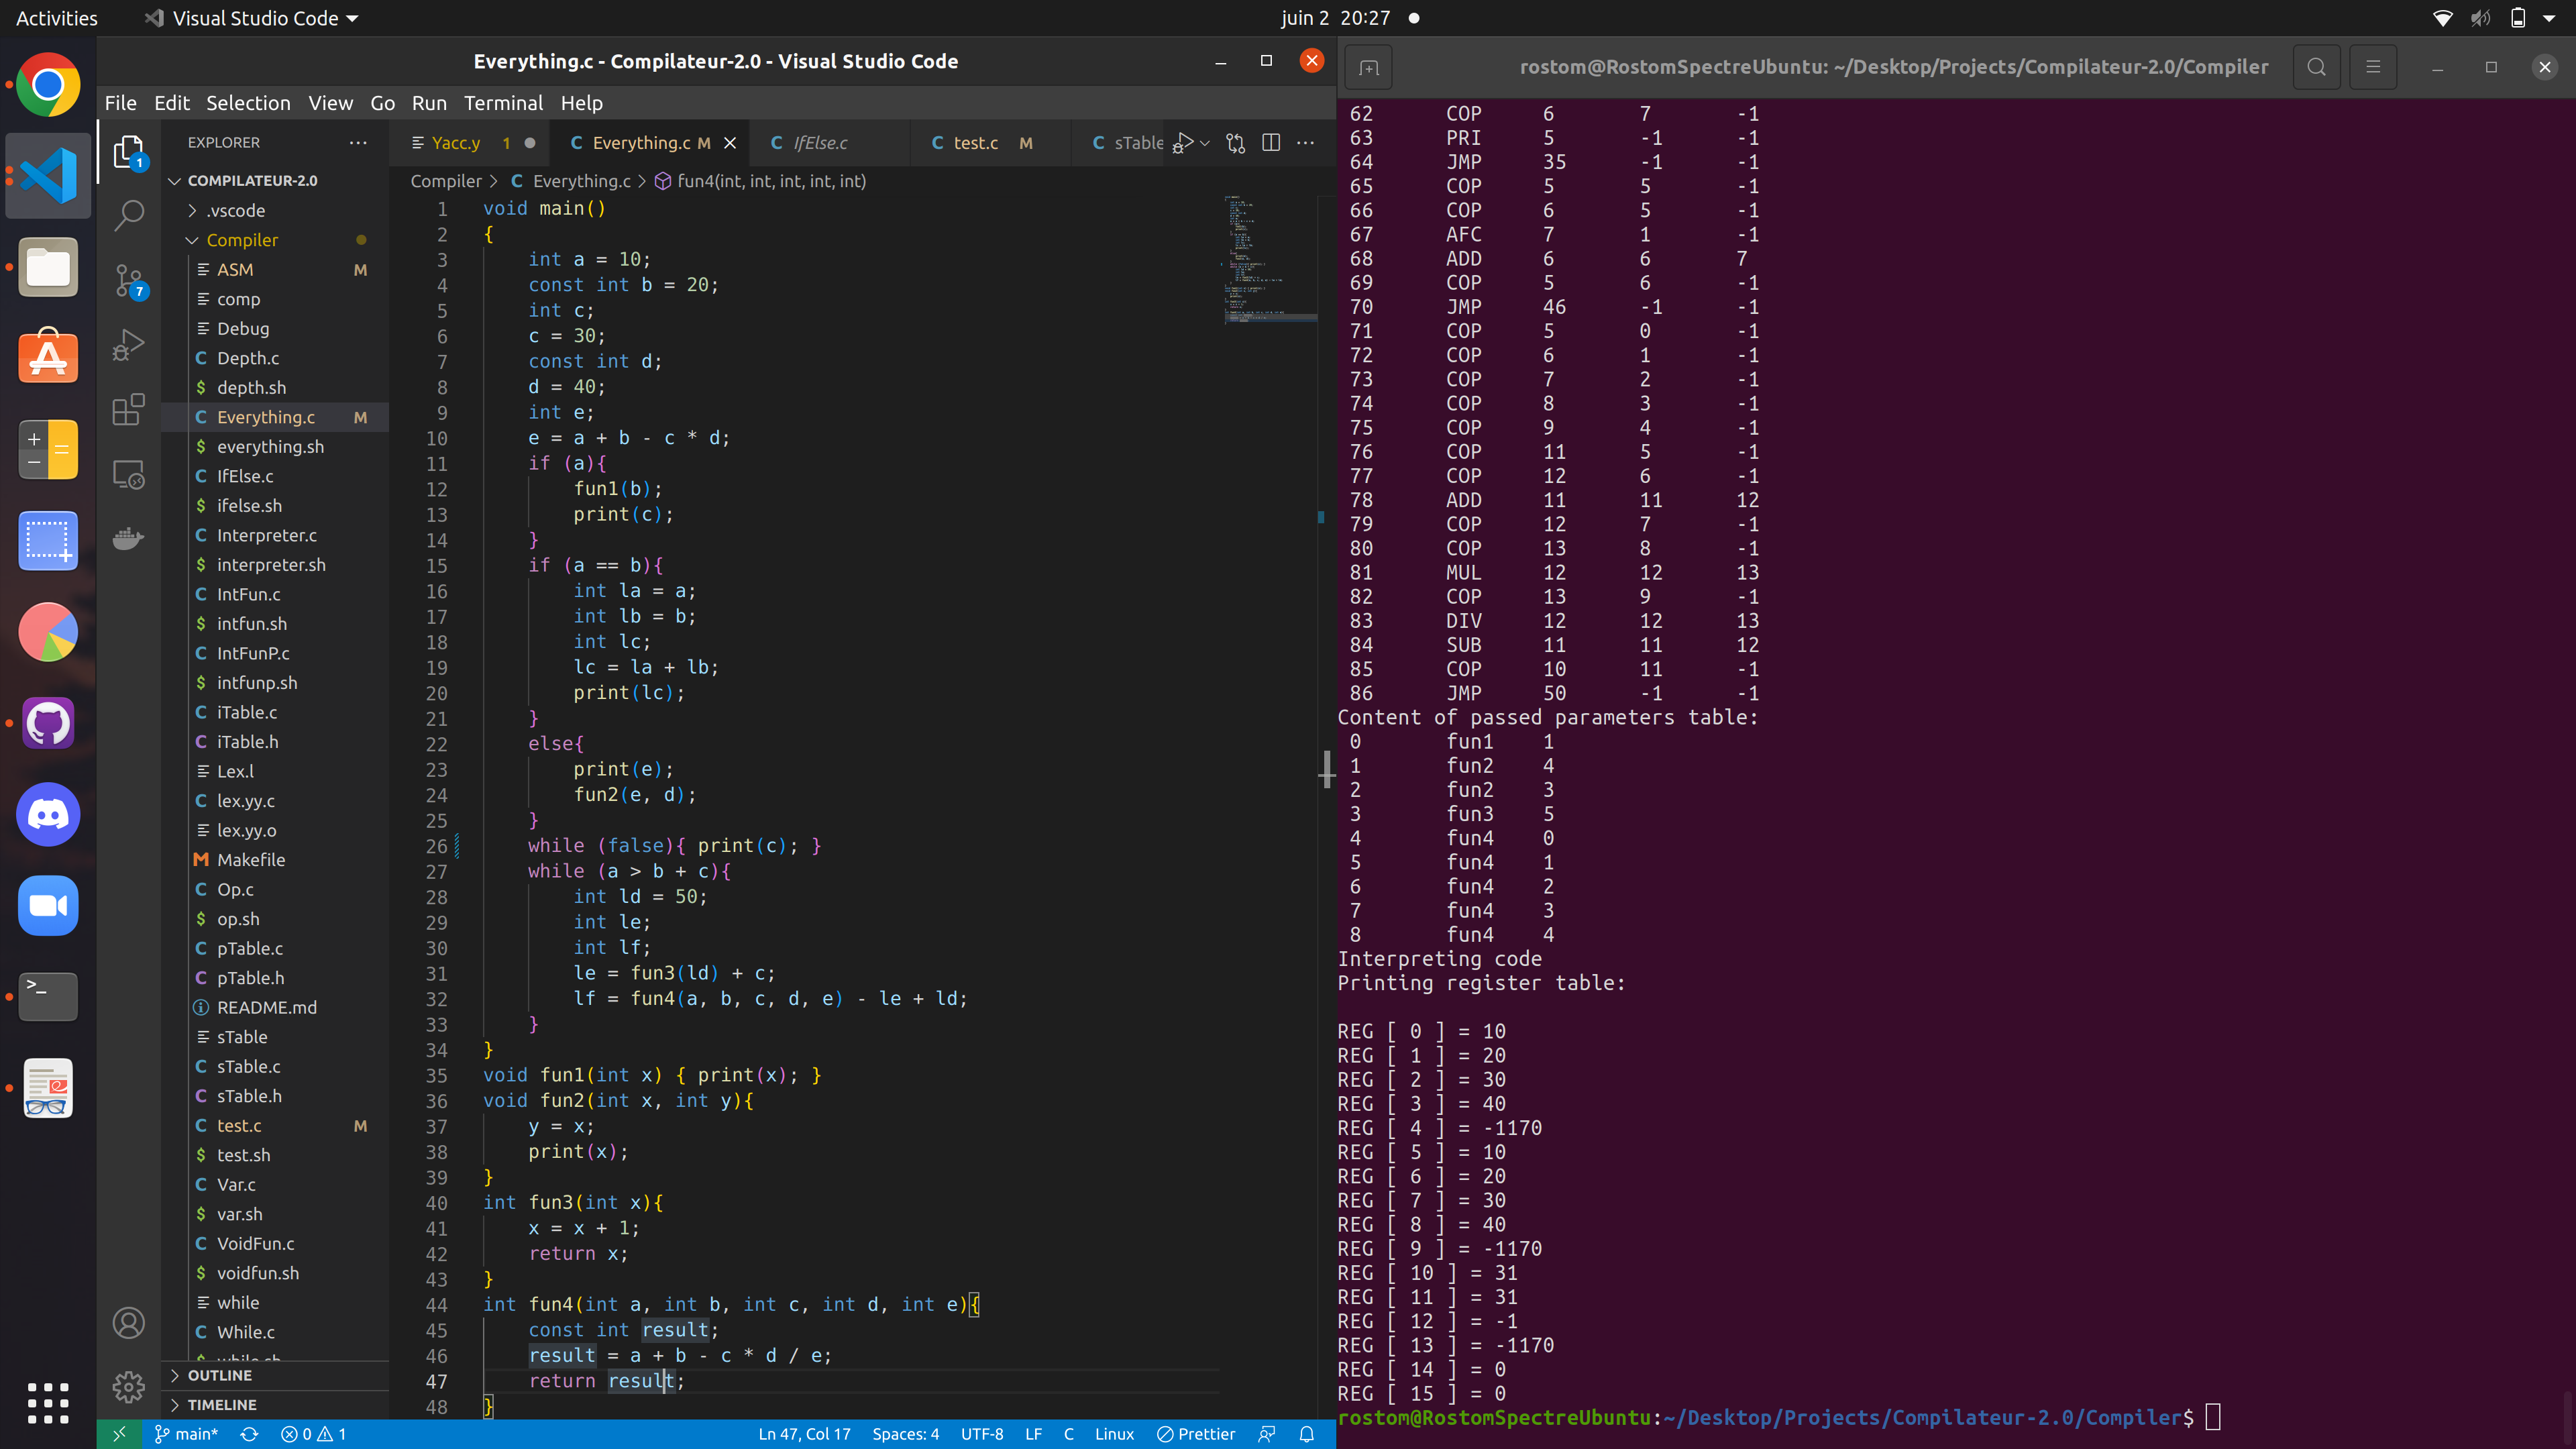 Activities
Visual Studio Code
juin 2 20:27
Everything.c - Compilateur-2.0 - Visual Studio Code
File Edit Selection View Go Run Terminal Help
EXPLORER
COMPILATEUR-2.0
.vscode
Compiler
ASM M
comp
Debug
Depth.c
depth.sh
Everything.c M
everything.sh
IfElse.c
ifelse.sh
Interpreter.c
interpreter.sh
IntFun.c
intfun.sh
IntFunP.c
intfunp.sh
iTable.c
iTable.h
Lex.l
lex.yy.c
lex.yy.o
Makefile
Op.c
op.sh
pTable.c
pTable.h
README.md
sTable
sTable.c
sTable.h
test.c M
test.sh
Var.c
var.sh
VoidFun.c
voidfun.sh
while
While.c
while.sh
OUTLINE
TIMELINE
1
7
Yacc.y 1 Everything.c M IfElse.c test.c M sTable
Compiler > Everything.c > fun4(int, int, int, int, int)
1 void main()
2 {
3 int a = 10;
4 const int b = 20;
5 int c;
6 c = 30;
7 const int d;
8 d = 40;
9 int e;
10 e = a + b - c * d;
11 if (a){
12 fun1(b);
13 print(c);
14 }
15 if (a == b){
16 int la = a;
17 int lb = b;
18 int lc;
19 lc = la + lb;
20 print(lc);
21 }
22 else{
23 print(e);
24 fun2(e, d);
25 }
26 while (false){ print(c); }
27 while (a > b + c){
28 int ld = 50;
29 int le;
30 int lf;
31 le = fun3(ld) + c;
32 lf = fun4(a, b, c, d, e) - le + ld;
33 }
34 }
35 void fun1(int x) { print(x); }
36 void fun2(int x, int y){
37 y = x;
38 print(x);
39 }
40 int fun3(int x){
41 x = x + 1;
42 return x;
43 }
44 int fun4(int a, int b, int c, int d, int e){
45 const int result;
46 result = a + b - c * d / e;
47 return result;
48 }
main* 0 1 Ln 47, Col 17 Spaces: 4 UTF-8 LF C Linux Prettier
rostom@RostomSpectreUbuntu: ~/Desktop/Projects/Compilateur-2.0/Compiler
62 COP 6 7 -1
63 PRI 5 -1 -1
64 JMP 35 -1 -1
65 COP 5 5 -1
66 COP 6 5 -1
67 AFC 7 1 -1
68 ADD 6 6 7
69 COP 5 6 -1
70 JMP 46 -1 -1
71 COP 5 0 -1
72 COP 6 1 -1
73 COP 7 2 -1
74 COP 8 3 -1
75 COP 9 4 -1
76 COP 11 5 -1
77 COP 12 6 -1
78 ADD 11 11 12
79 COP 12 7 -1
80 COP 13 8 -1
81 MUL 12 12 13
82 COP 13 9 -1
83 DIV 12 12 13
84 SUB 11 11 12
85 COP 10 11 -1
86 JMP 50 -1 -1
Content of passed parameters table:
0 fun1 1
1 fun2 4
2 fun2 3
3 fun3 5
4 fun4 0
5 fun4 1
6 fun4 2
7 fun4 3
8 fun4 4
Interpreting code
Printing register table:
REG [ 0 ] = 10
REG [ 1 ] = 20
REG [ 2 ] = 30
REG [ 3 ] = 40
REG [ 4 ] = -1170
REG [ 5 ] = 10
REG [ 6 ] = 20
REG [ 7 ] = 30
REG [ 8 ] = 40
REG [ 9 ] = -1170
REG [ 10 ] = 31
REG [ 11 ] = 31
REG [ 12 ] = -1
REG [ 13 ] = -1170
REG [ 14 ] = 0
REG [ 15 ] = 0
rostom@RostomSpectreUbuntu:~/Desktop/Projects/Compilateur-2.0/Compiler$